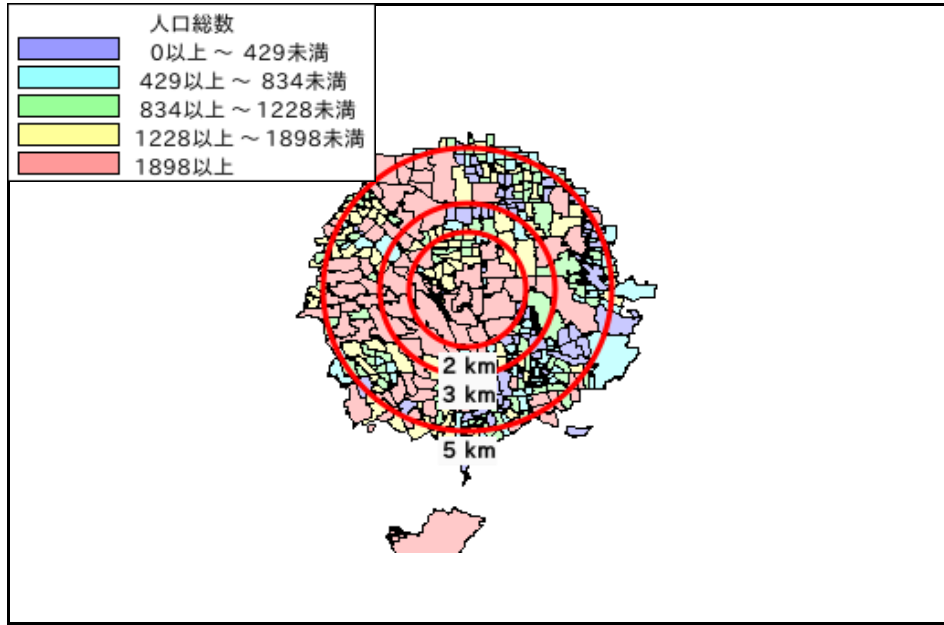 人口総数
0以上 ～ 429未満
429以上 ～ 834未満
834以上 ～ 1228未満
1228以上 ～ 1898未満
1898以上
2 km
3 km
5 km